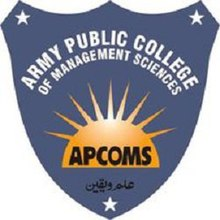 ARMY PUBLIC COLLEGE
OF MANAGEMENT SCIENCES
APCOMS
علم و یقین